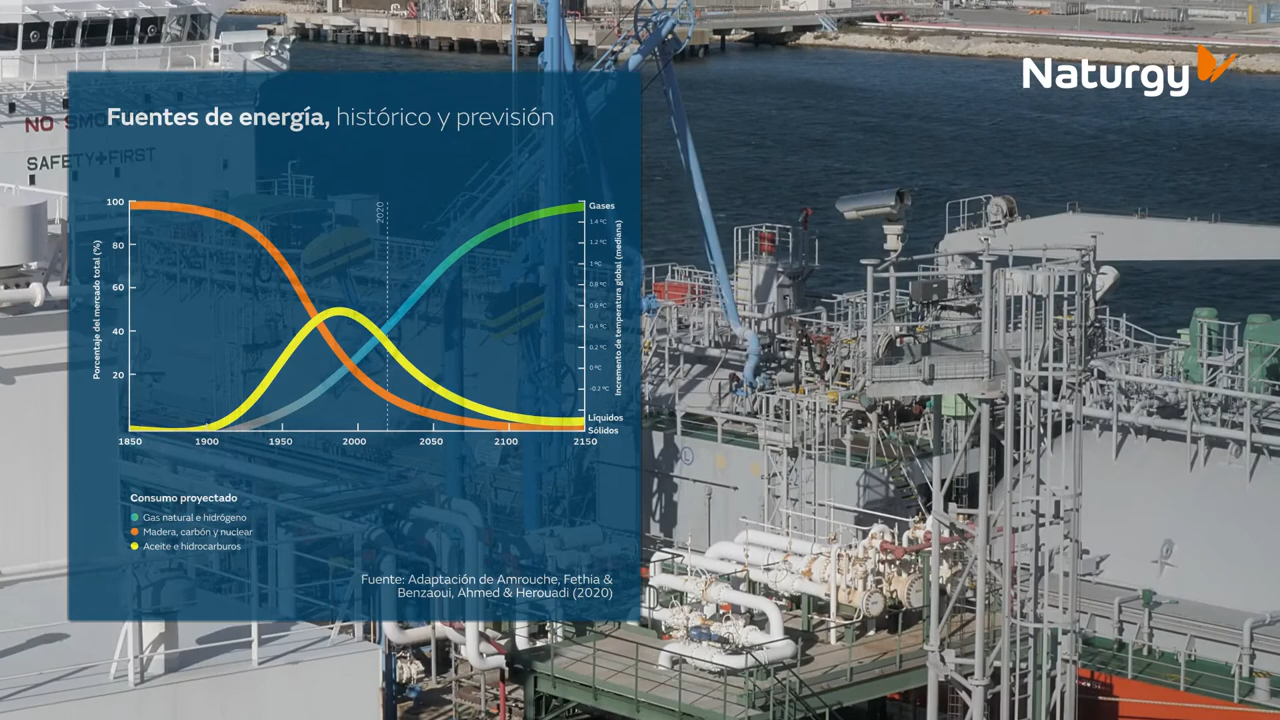 Naturgy
NO SMO
SAFETY+FIRST
Fuentes de energía, histórico y previsión
Porcentaje del mercado total (%)
100
80
60
40
20
1850
1900
1950
2000
2050
2100
2150
2020
Gases
1.4 ºC
1.2 ºC
1 ºC
0.8 ºC
0.6 ºC
0.4 ºC
0.2 ºC
0 ºC
-0.2 ºC
Líquidos
Sólidos
Incremento de temperatura global (mediana)
Consumo proyectado
Gas natural e hidrógeno
Madera, carbón y nuclear
Aceite e hidrocarburos
Fuente: Adaptación de Amrouche, Fethia &
Benzaoui, Ahmed & Herouadi (2020)